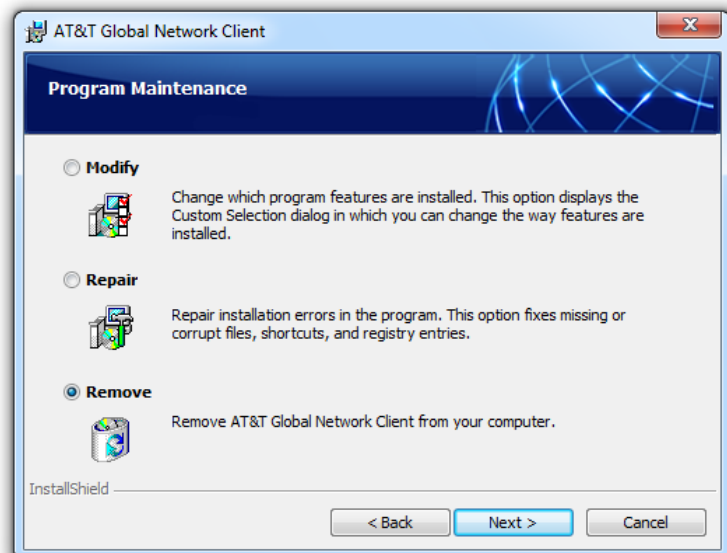 AT&T Global Network Client
Program Maintenance
Modify
Change which program features are installed. This option displays the
Custom Selection dialog in which you can change the way features are
installed.
Repair
Repair installation errors in the program. This option fixes missing or
corrupt files, shortcuts, and registry entries.
Remove
Remove AT&T Global Network Client from your computer.
InstallShield
< Back Next > Cancel